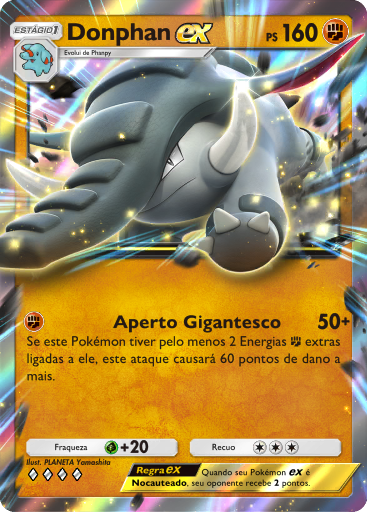 ESTÁGIO 1 Donphan ex PS 160
Evolui de Phanpy
Aperto Gigantesco 50+
Se este Pokémon tiver pelo menos 2 Energias extras
ligadas a ele, este ataque causará 60 pontos de dano a
mais.
Fraqueza +20 Recuo
Ilust. PLANETA Yamashita
Regra ex Quando seu Pokémon ex é
Nocauteado, seu oponente recebe 2 pontos.